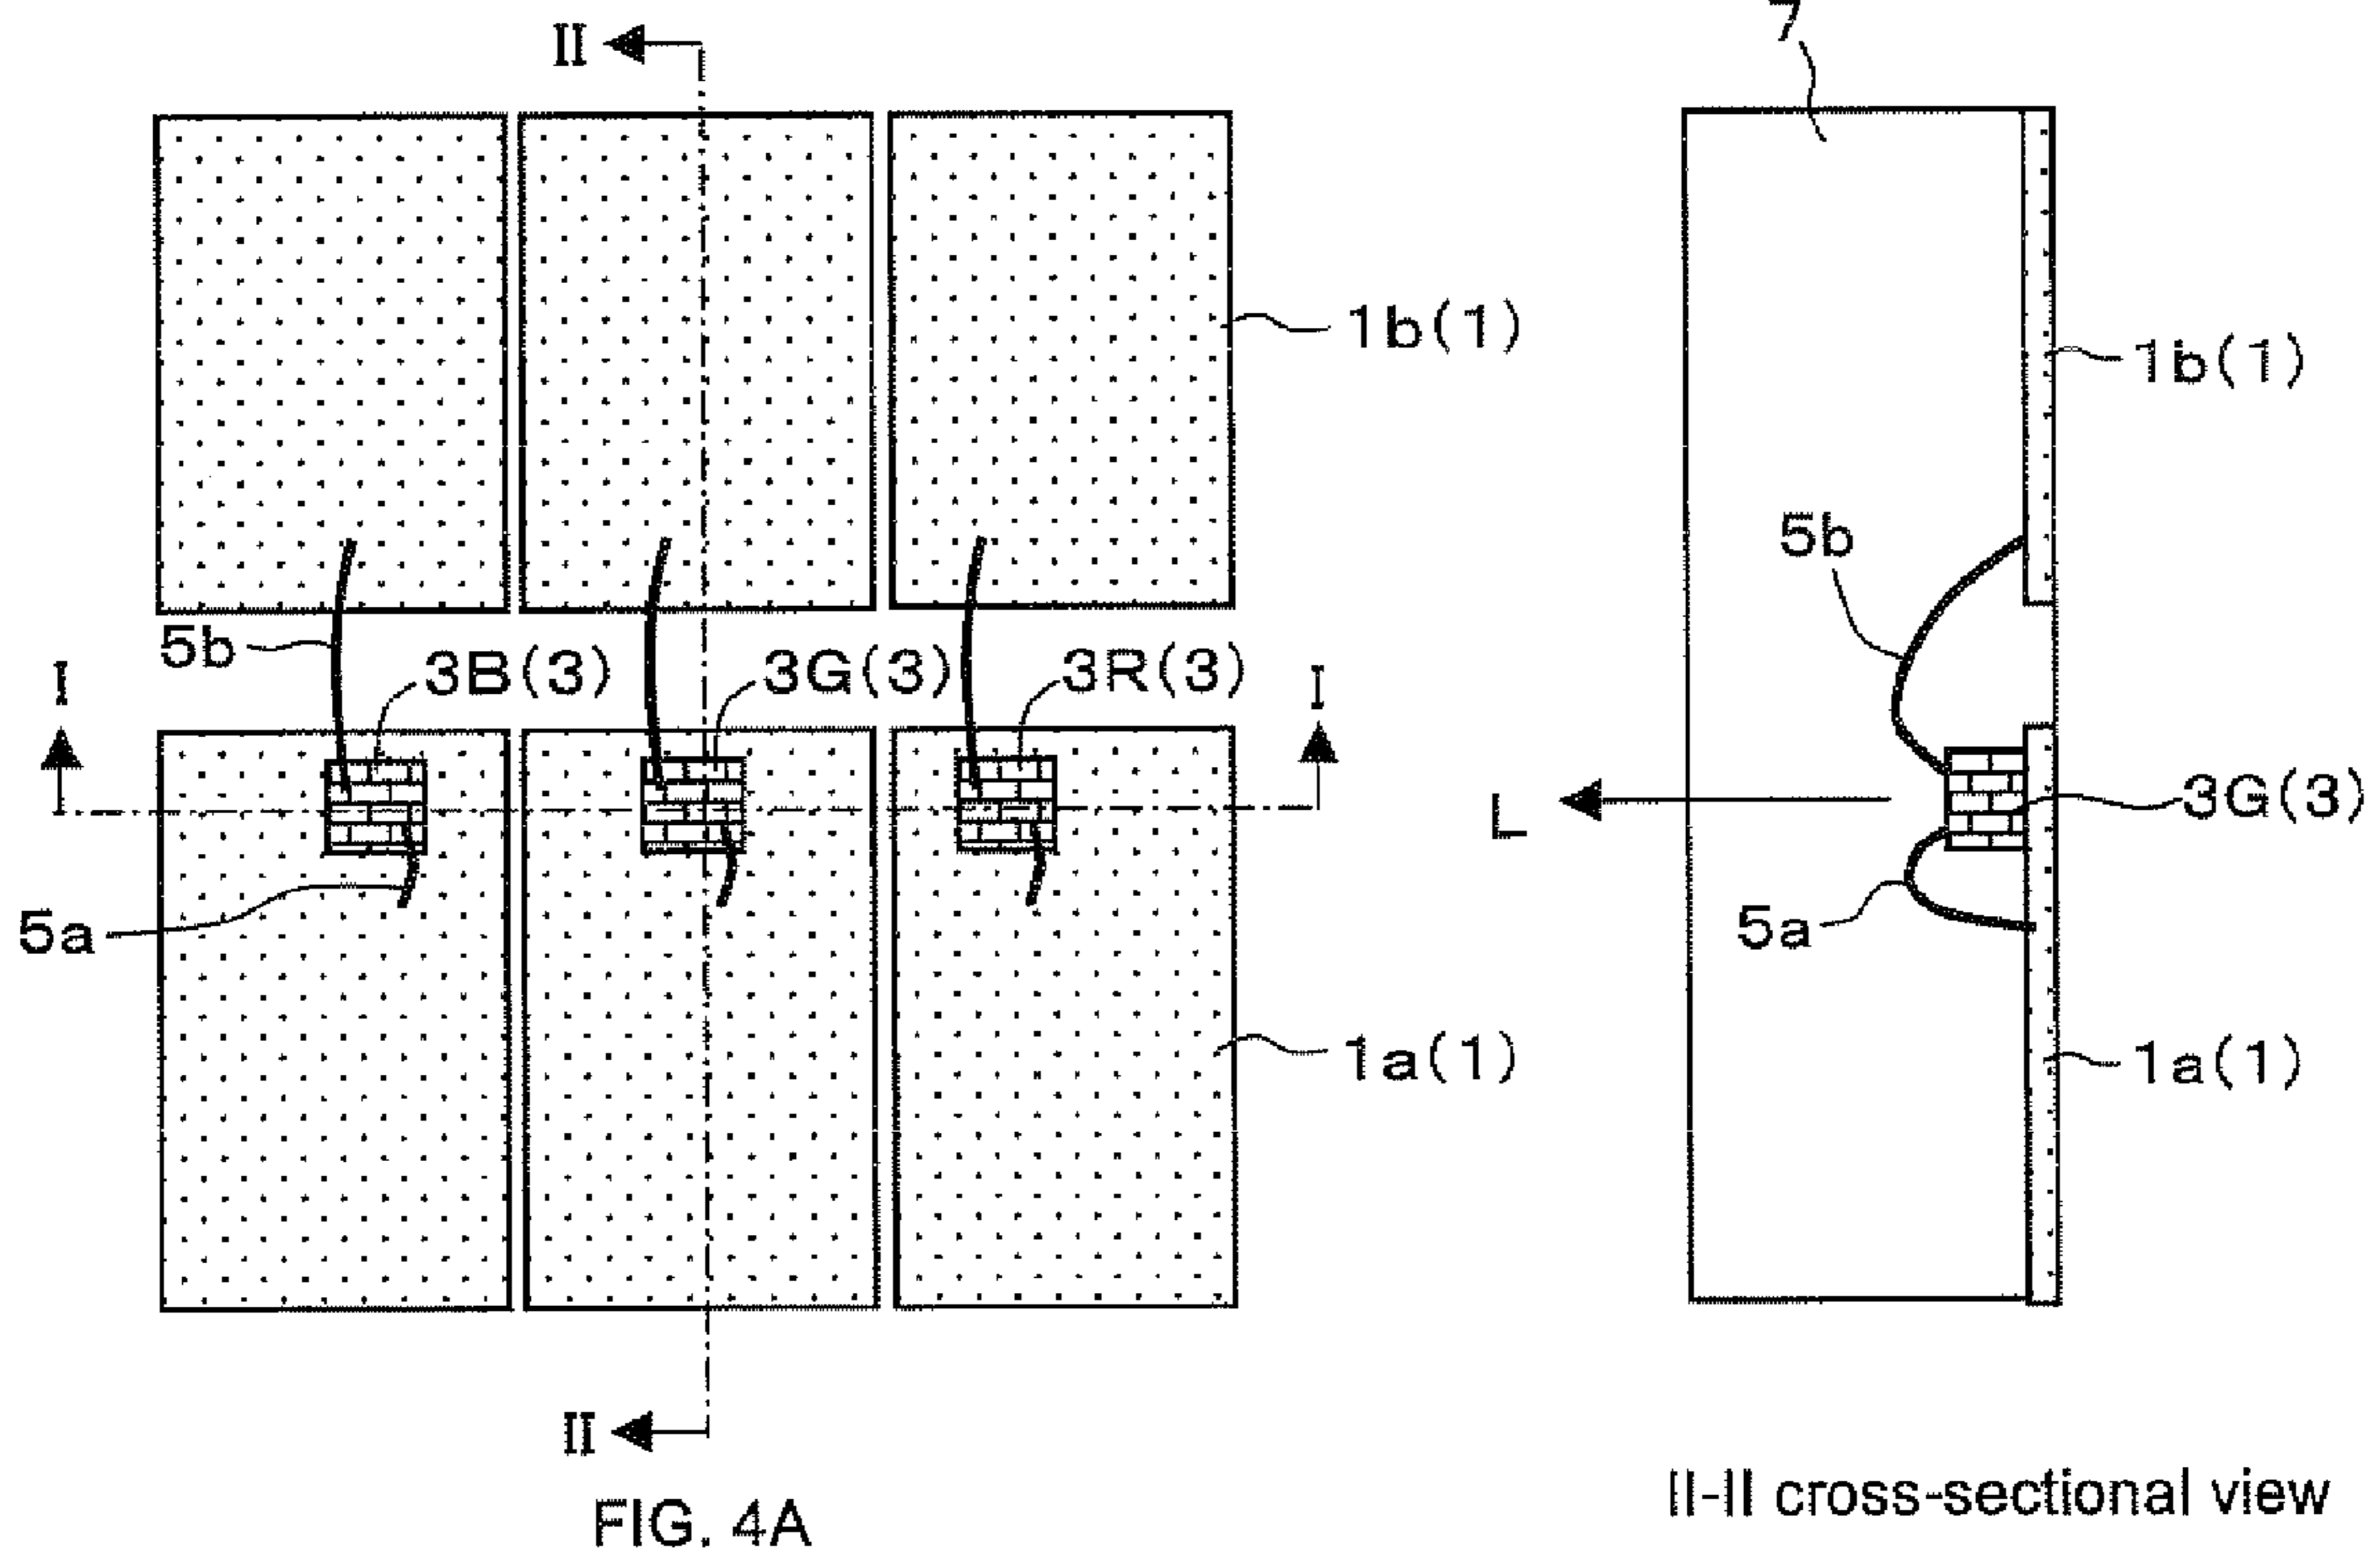 II
7
1b(1)
1b(1)
5b
5b
3B(3)
3G(3)
3R(3)
I
I
L
3G(3)
5a
5a
1a(1)
1a(1)
II
II-II cross-sectional view
FIG. 4A